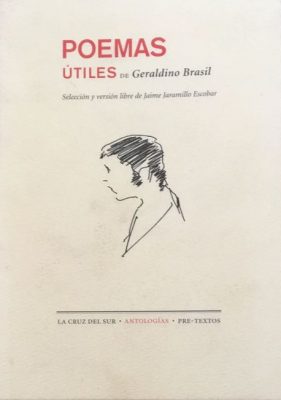 POEMAS
ÚTILES DE Geraldino Brasil
Selección y versión libre de Jaime Jaramillo Escobar
LA CRUZ DEL SUR • ANTOLOGÍAS • PRE-TEXTOS